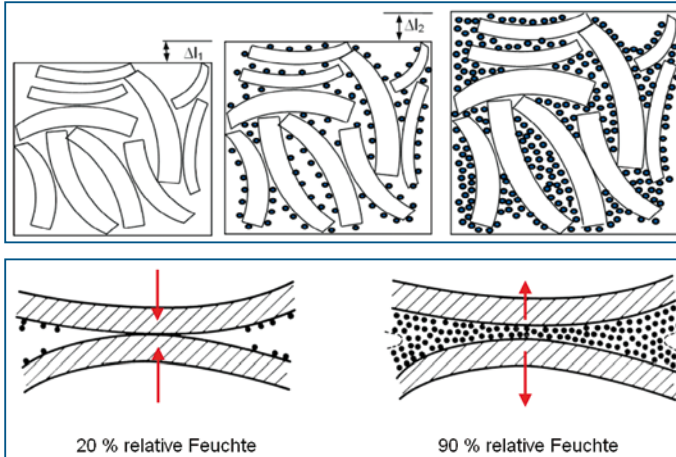 Δl₁
Δl₂
20 % relative Feuchte
90 % relative Feuchte